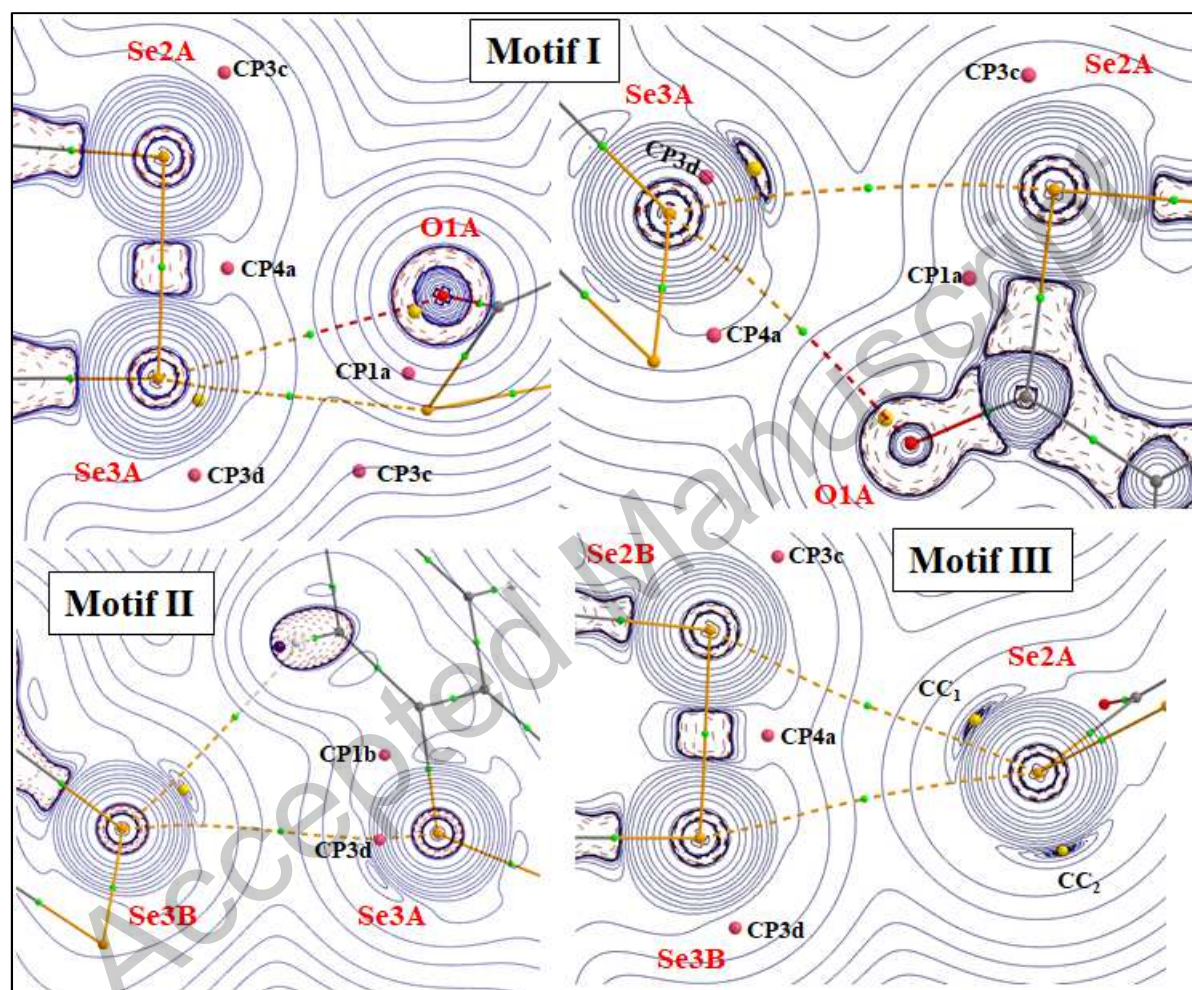 Motif I
Se2A
CP3c
CP4a
O1A
CP1a
Se3A
CP3d
CP3c
Se3A
CP3d
CP3c
Se2A
CP1a
CP4a
O1A
Motif II
CP1b
CP3d
Se3B
Se3A
Motif III
Se2B
CP3c
Se2A
CC₁
CP4a
CC₂
CP3d
Se3B
Accepted Manuscript